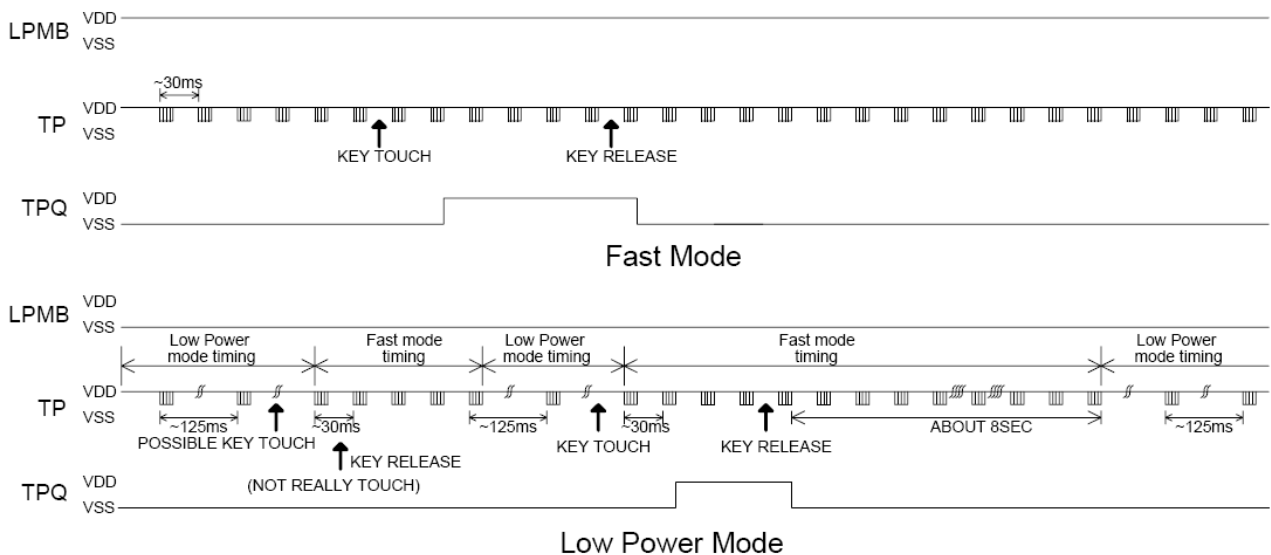 LPMB VDD
VSS
~30ms
TP VDD
VSS
KEY TOUCH KEY RELEASE
TPQ VDD
VSS
Fast Mode
LPMB VDD
VSS
Low Power
mode timing
Fast mode
timing
Low Power
mode timing
Fast mode
timing
Low Power
mode timing
TP VDD
VSS
~125ms ~30ms ~125ms ~30ms ABOUT 8SEC ~125ms
POSSIBLE KEY TOUCH KEY TOUCH KEY RELEASE
KEY RELEASE
(NOT REALLY TOUCH)
TPQ VDD
VSS
Low Power Mode